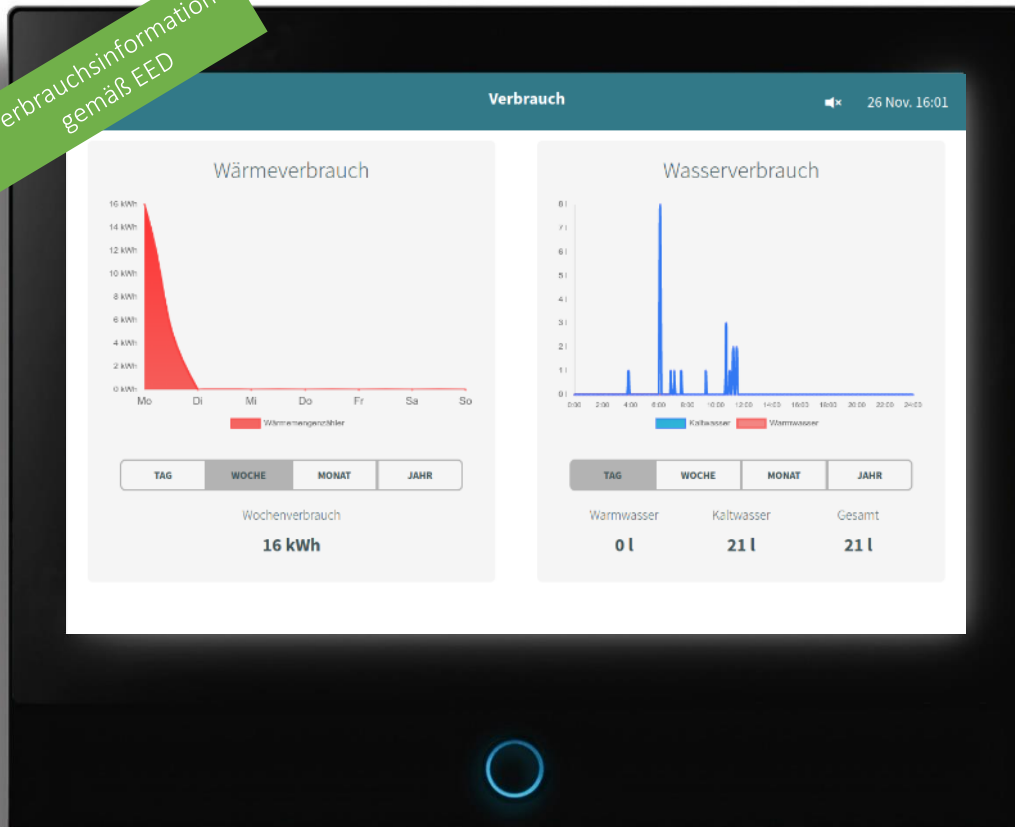 erbrauchsinformation
gemäß EED
Verbrauch
26 Nov. 16:01
Wärmeverbrauch
16 kWh
14 kWh
12 kWh
10 kWh
8 kWh
6 kWh
4 kWh
2 kWh
0 kWh
Mo Di Mi Do Fr Sa So
Wärmemengenzähler
TAG WOCHE MONAT JAHR
Wochenverbrauch
16 kWh
Wasserverbrauch
8 l
7 l
6 l
5 l
4 l
3 l
2 l
1 l
0 l
0:00 2:00 4:00 6:00 8:00 10:00 12:00 14:00 16:00 18:00 20:00 22:00 24:00
Kaltwasser Warmwasser
TAG WOCHE MONAT JAHR
Warmwasser Kaltwasser Gesamt
0 l 21 l 21 l